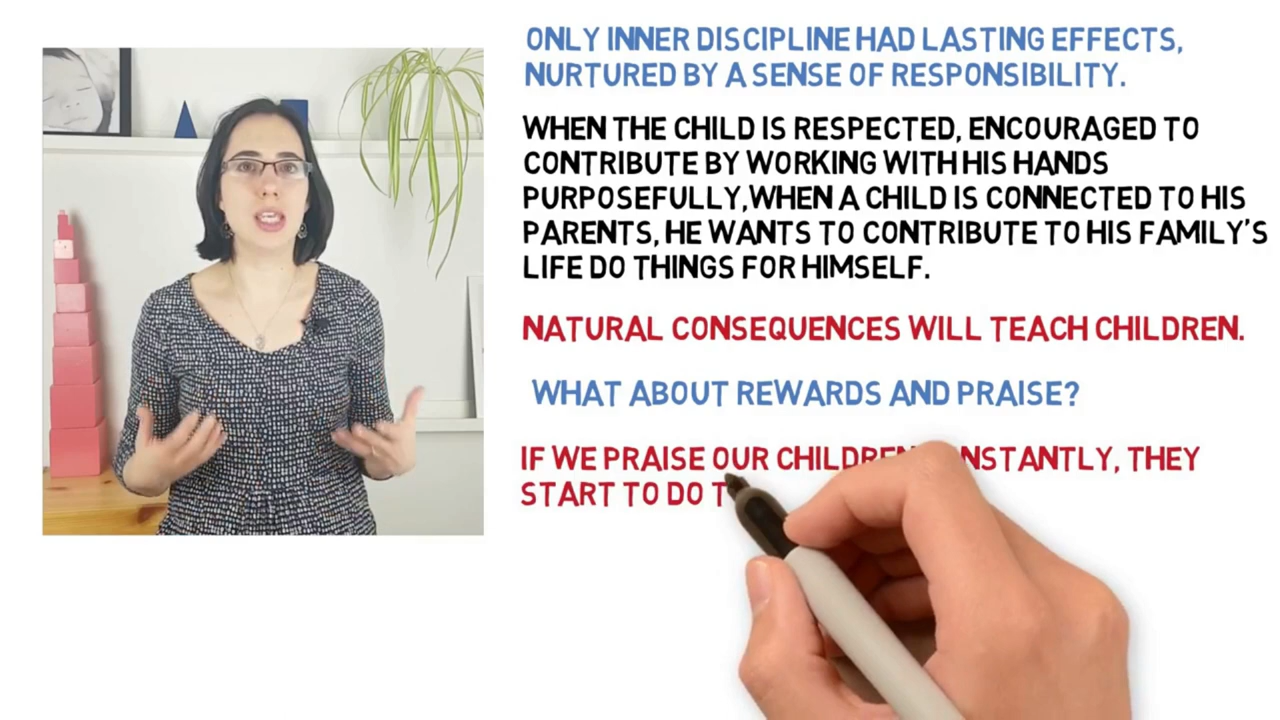 ONLY INNER DISCIPLINE HAD LASTING EFFECTS,
NURTURED BY A SENSE OF RESPONSIBILITY.
WHEN THE CHILD IS RESPECTED, ENCOURAGED TO
CONTRIBUTE BY WORKING WITH HIS HANDS
PURPOSEFULLY,WHEN A CHILD IS CONNECTED TO HIS
PARENTS, HE WANTS TO CONTRIBUTE TO HIS FAMILY'S
LIFE DO THINGS FOR HIMSELF.
NATURAL CONSEQUENCES WILL TEACH CHILDREN.
WHAT ABOUT REWARDS AND PRAISE?
IF WE PRAISE OUR CHILDREN, THEY
START TO DO T